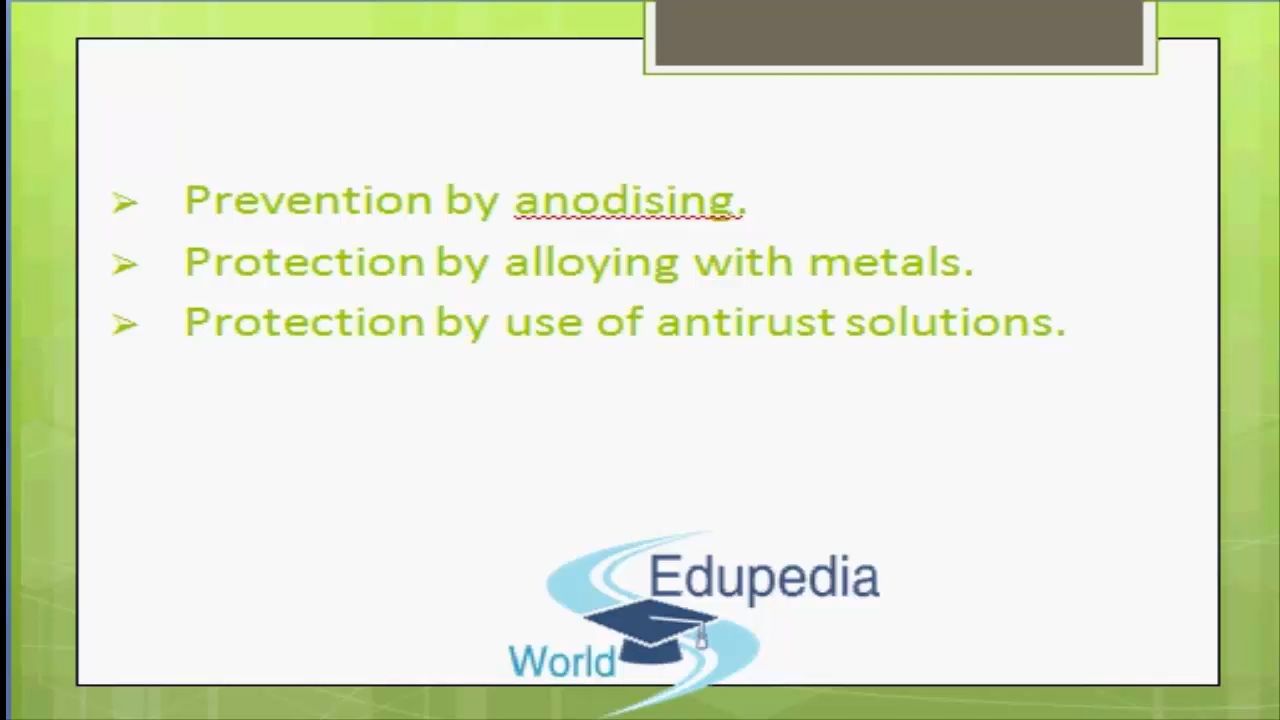 ➢ Prevention by anodising.
➢ Protection by alloying with metals.
➢ Protection by use of antirust solutions.
Edupedia
World